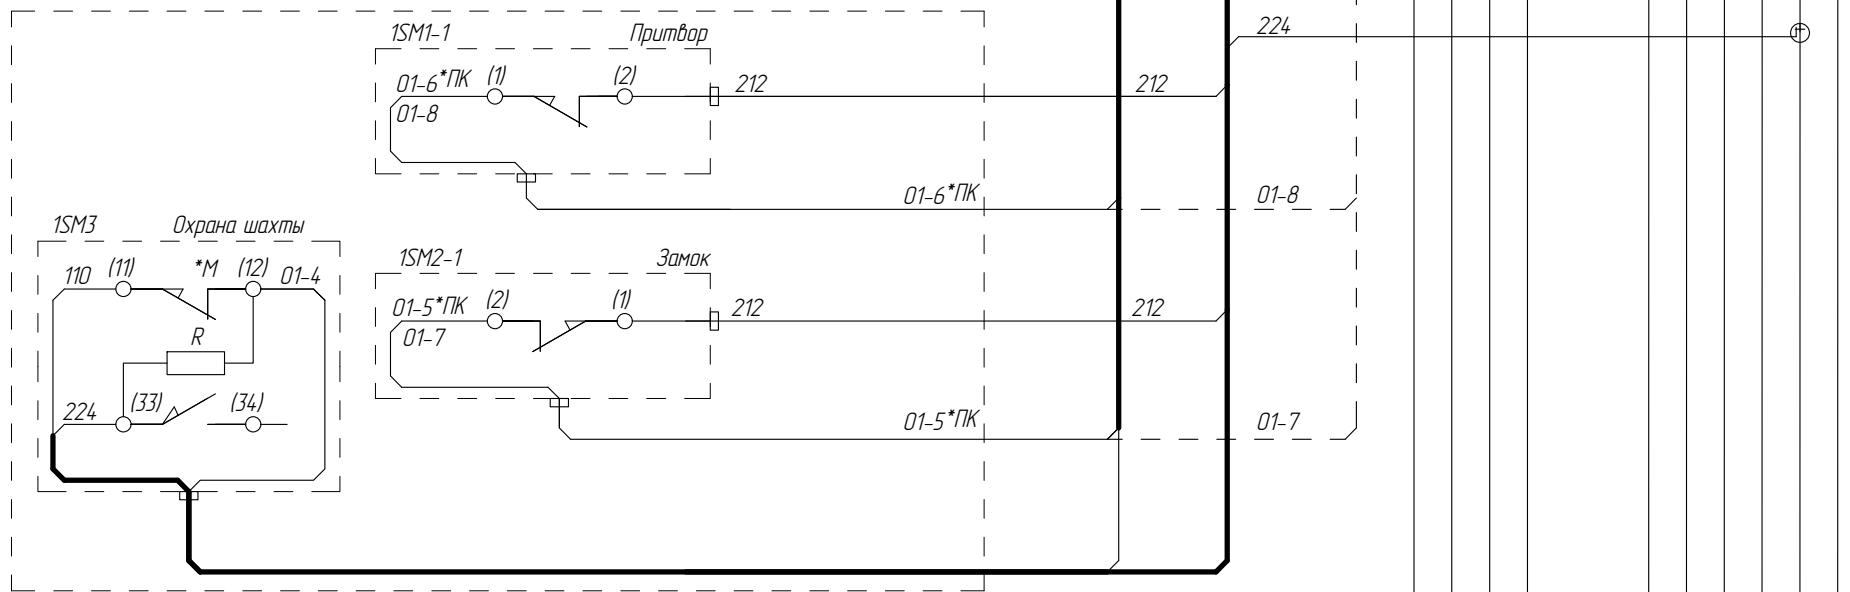 1SM1-1 Притвор
224
01-6*ПК (1) (2) 212 212
01-8
01-6*ПК 01-8
1SM3 Охрана шахты
1SM2-1 Замок
110 (11) *М (12) 01-4
01-5*ПК (2) (1) 212 212
01-7
R
224 (33) (34)
01-5*ПК 01-7